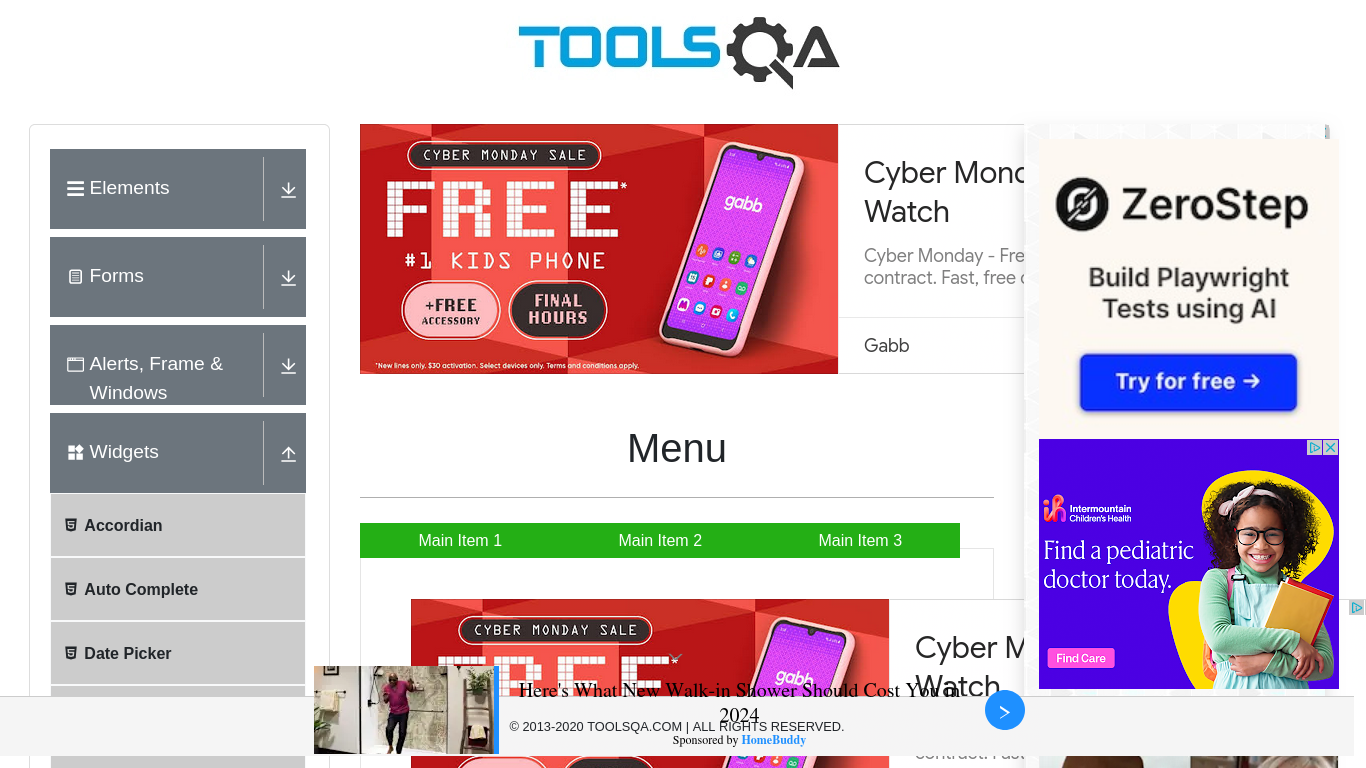 TOOLSQA
Elements
Forms
Alerts, Frame &
Windows
Widgets
Accordian
Auto Complete
Date Picker
CYBER MONDAY SALE
FREE*
#1 KIDS PHONE
+FREE
ACCESSORY
FINAL
HOURS
*New lines only. $30 activation. Select devices only. Terms and conditions apply.
gabb
Cyber Mon
Watch
Cyber Monday - Fre
contract. Fast, free
Gabb
Menu
Main Item 1
Main Item 2
Main Item 3
CYBER MONDAY SALE
FREE*
gabb
Cyber M
Watch
Here's What New Walk-in Shower Should Cost You in
2024
© 2013-2020 TOOLSQA.COM | ALL RIGHTS RESERVED.
Sponsored by HomeBuddy
contract. Fast
ZeroStep
Build Playwright
Tests using AI
Try for free →
Intermountain
Children's Health
Find a pediatric
doctor today.
Find Care